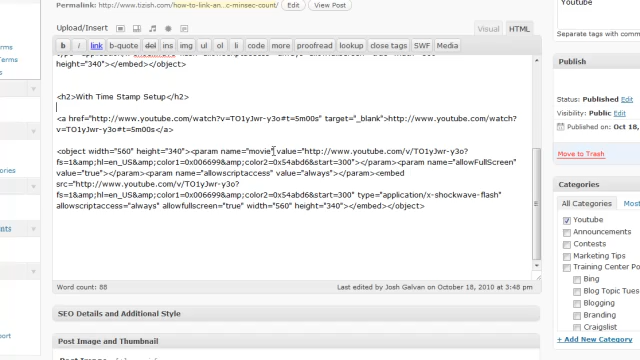 Permalink: http://www.tizish.com/how-to-link-an...c-minsec-count/ Edit View Post
Youtube
Upload/Insert Visual HTML
Separate tags with comm
b i link b-quote del ins img ul ol li code more proofread lookup close tags SWF Media
height="340"></embed></object>
Publish
<h2>With Time Stamp Setup</h2>
Status: Published Edit
Visibility: Public Edit
<a href="http://www.youtube.com/watch?v=TO1yJwr-y3o#t=5m00s" target="_blank">http://www.youtube.com/watch?
v=TO1yJwr-y3o#t=5m00s</a>
Published on: Oct 18,
Move to Trash
<object width="560" height="340"><param name="movie" value="http://www.youtube.com/v/TO1yJwr-y3o?
fs=1&amp;hl=en_US&amp;color1=0x006699&amp;color2=0x54abd6&start=300"></param><param name="allowFullScreen"
value="true"></param><param name="allowscriptaccess" value="always"></param><embed
src="http://www.youtube.com/v/TO1yJwr-y3o?
fs=1&amp;hl=en_US&amp;color1=0x006699&amp;color2=0x54abd6&start=300" type="application/x-shockwave-flash"
allowscriptaccess="always" allowfullscreen="true" width="560" height="340"></embed></object>
Categories
All Categories Most
Youtube
Announcements
Contests
Marketing Tips
Training Center Po
Bing
Blog Topic Tues
Blogging
Branding
Craigslist
+ Add New Category
Word count: 88 Last edited by Josh Galvan on October 18, 2010 at 3:48 pm
SEO Details and Additional Style
Post Image and Thumbnail